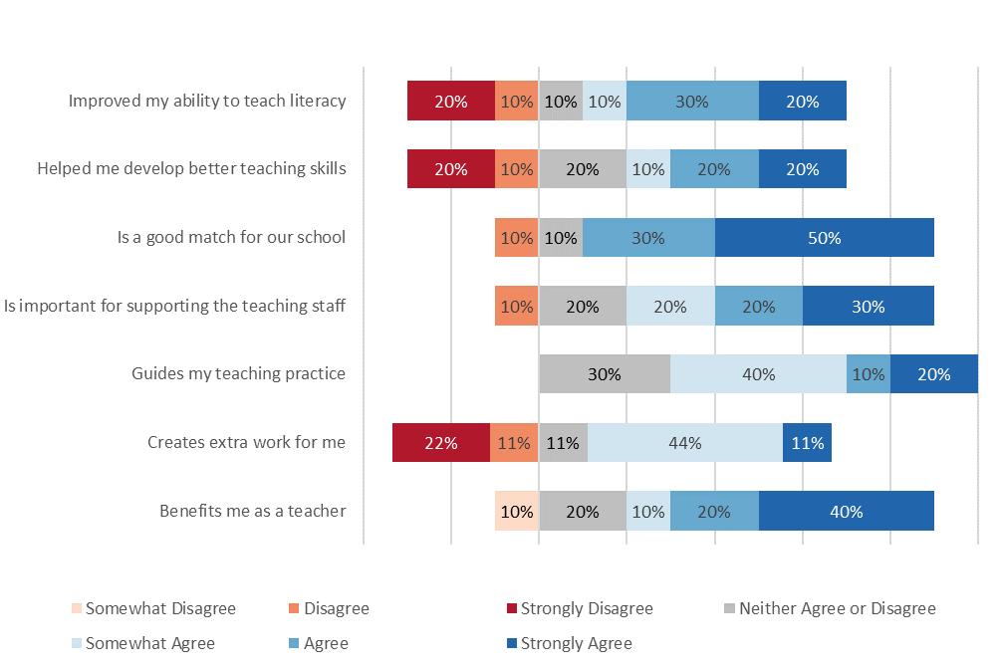 Improved my ability to teach literacy 20% 10% 10% 10% 30% 20%
Helped me develop better teaching skills 20% 10% 20% 10% 20% 20%
Is a good match for our school 10% 10% 30% 50%
Is important for supporting the teaching staff 10% 20% 20% 20% 30%
Guides my teaching practice 30% 40% 10% 20%
Creates extra work for me 22% 11% 11% 44% 11%
Benefits me as a teacher 10% 20% 10% 20% 40%
Somewhat Disagree Disagree Strongly Disagree Neither Agree or Disagree
Somewhat Agree Agree Strongly Agree